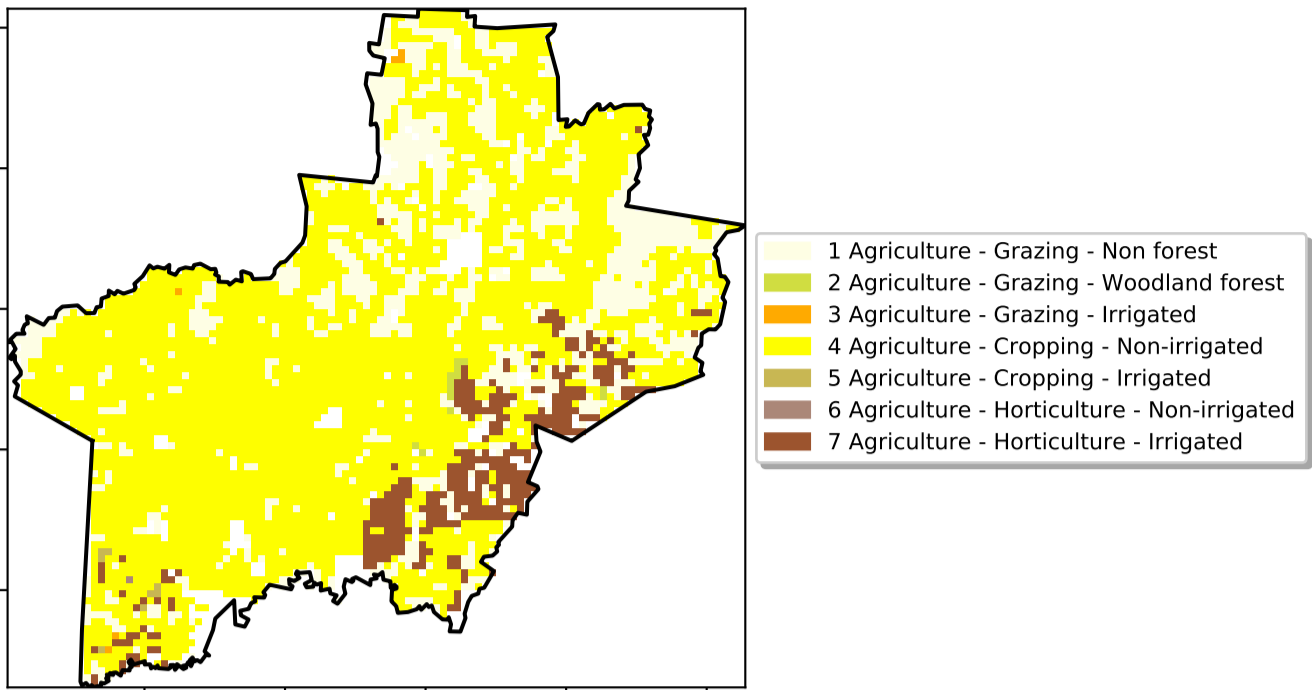 1 Agriculture - Grazing - Non forest
2 Agriculture - Grazing - Woodland forest
3 Agriculture - Grazing - Irrigated
4 Agriculture - Cropping - Non-irrigated
5 Agriculture - Cropping - Irrigated
6 Agriculture - Horticulture - Non-irrigated
7 Agriculture - Horticulture - Irrigated